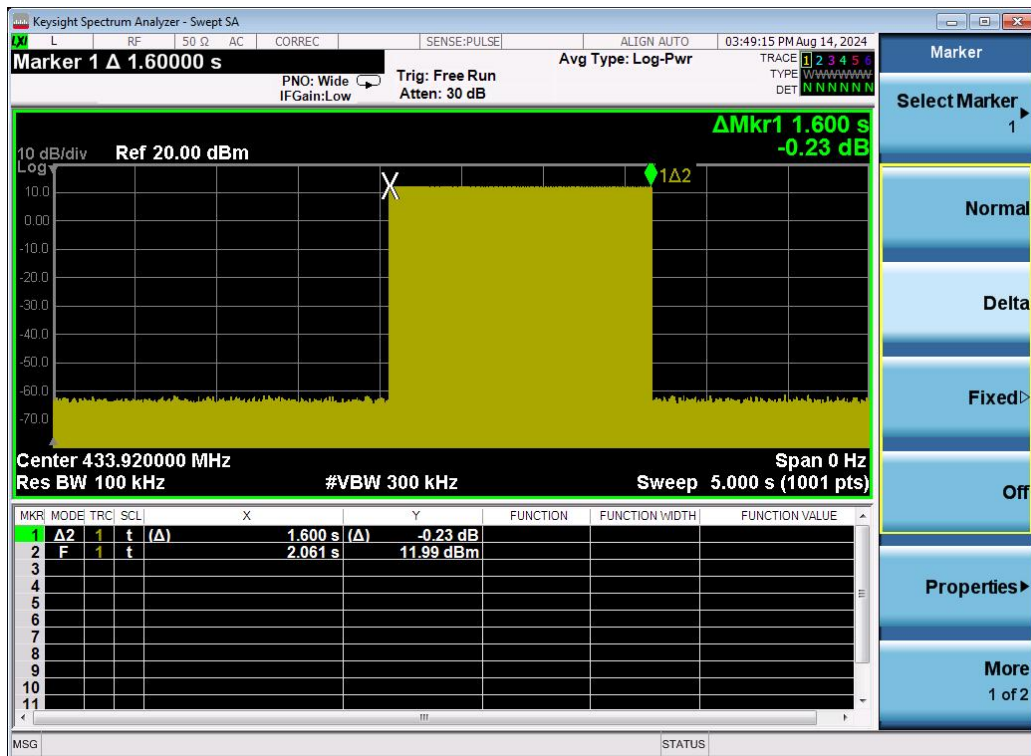 Keysight Spectrum Analyzer - Swept SA
LXI L RF 50 Ω AC CORREC SENSE:PULSE ALIGN AUTO 03:49:15 PM Aug 14, 2024
Marker 1 Δ 1.60000 s
PNO: Wide
IFGain:Low
Trig: Free Run
Atten: 30 dB
Avg Type: Log-Pwr
TRACE 1 2 3 4 5 6
TYPE WWWWWW
DET N N N N N N
ΔMkr1 1.600 s
-0.23 dB
10 dB/div Ref 20.00 dBm
Log
1Δ2
10.0
0.00
-10.0
-20.0
-30.0
-40.0
-50.0
-60.0
-70.0
X
Center 433.920000 MHz Span 0 Hz
Res BW 100 kHz #VBW 300 kHz Sweep 5.000 s (1001 pts)
MKR MODE TRC SCL X Y FUNCTION FUNCTION WIDTH FUNCTION VALUE
1 Δ2 1 t (Δ) 1.600 s (Δ) -0.23 dB
2 F 1 t 2.061 s 11.99 dBm
3
4
5
6
7
8
9
10
11
MSG STATUS
Marker
Select Marker
1
Normal
Delta
Fixed
Off
Properties
More
1 of 2